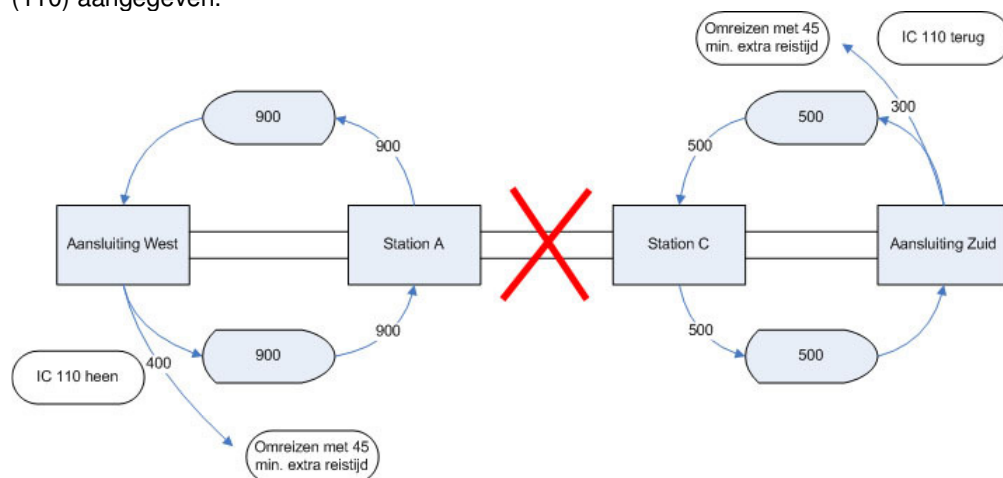 (110) aangegeven.
Omreizen met 45
min. extra reistijd
IC 110 terug
900
500
300
900
500
Aansluiting West
Station A
Station C
Aansluiting Zuid
900
500
900
500
400
IC 110 heen
Omreizen met 45
min. extra reistijd